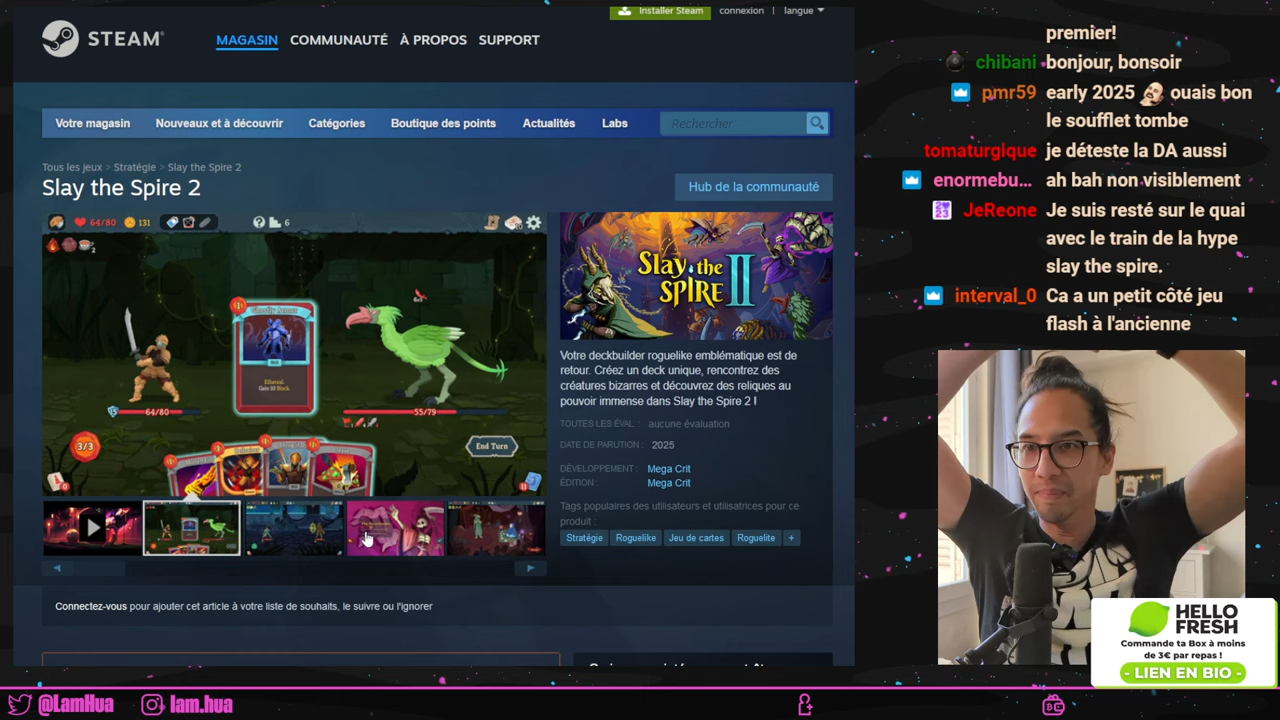 Installer Steam
connexion | langue
STEAM
MAGASIN COMMUNAUTÉ À PROPOS SUPPORT
Votre magasin Nouveaux et à découvrir Catégories Boutique des points Actualités Labs Rechercher
Tous les jeux > Stratégie > Slay the Spire 2
Slay the Spire 2
Hub de la communauté
64/80 131 6
Ethereal.
Gain 10 Block
64/80
55/79
3/3
End Turn
Slay the
SPIRE II
Votre deckbuilder roguelike emblématique est de
retour. Créez un deck unique, rencontrez des
créatures bizarres et découvrez des reliques au
pouvoir immense dans Slay the Spire 2 !
TOUTES LES ÉVAL : aucune évaluation
DATE DE PARUTION : 2025
DÉVELOPPEMENT : Mega Crit
ÉDITION : Mega Crit
Tags populaires des utilisateurs et utilisatrices pour ce
produit :
Stratégie Roguelike Jeu de cartes Roguelite +
Connectez-vous pour ajouter cet article à votre liste de souhaits, le suivre ou l'ignorer
premier!
chibani bonjour, bonsoir
pmr59 early 2025 ouais bon
le soufflet tombe
tomaturgique je déteste la DA aussi
enormebu... ah bah non visiblement
JeReone Je suis resté sur le quai
avec le train de la hype
slay the spire.
interval_0 Ca a un petit côté jeu
flash à l'ancienne
HELLO
FRESH
Commande ta Box à moins
de 3€ par repas !
- LIEN EN BIO -
@LamHua
lam.hua